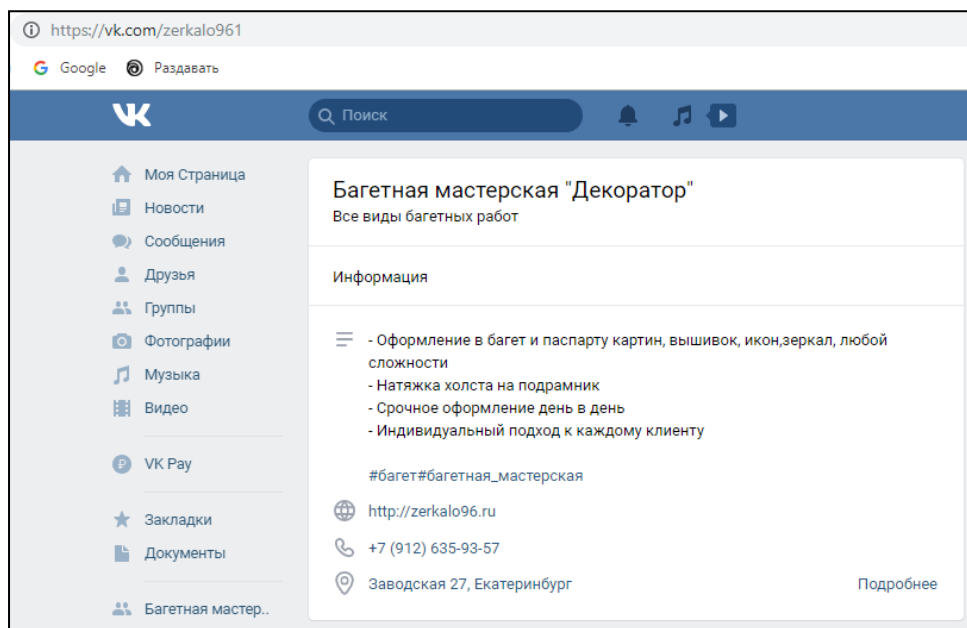 https://vk.com/zerkalo961
Google Раздавать
Поиск
Моя Страница
Новости
Сообщения
Друзья
Группы
Фотографии
Музыка
Видео
VK Pay
Закладки
Документы
Багетная мастер..
Багетная мастерская "Декоратор"
Все виды багетных работ
Информация
- Оформление в багет и паспарту картин, вышивок, икон,зеркал, любой
сложности
- Натяжка холста на подрамник
- Срочное оформление день в день
- Индивидуальный подход к каждому клиенту
#багет#багетная_мастерская
http://zerkalo96.ru
+7 (912) 635-93-57
Заводская 27, Екатеринбург Подробнее